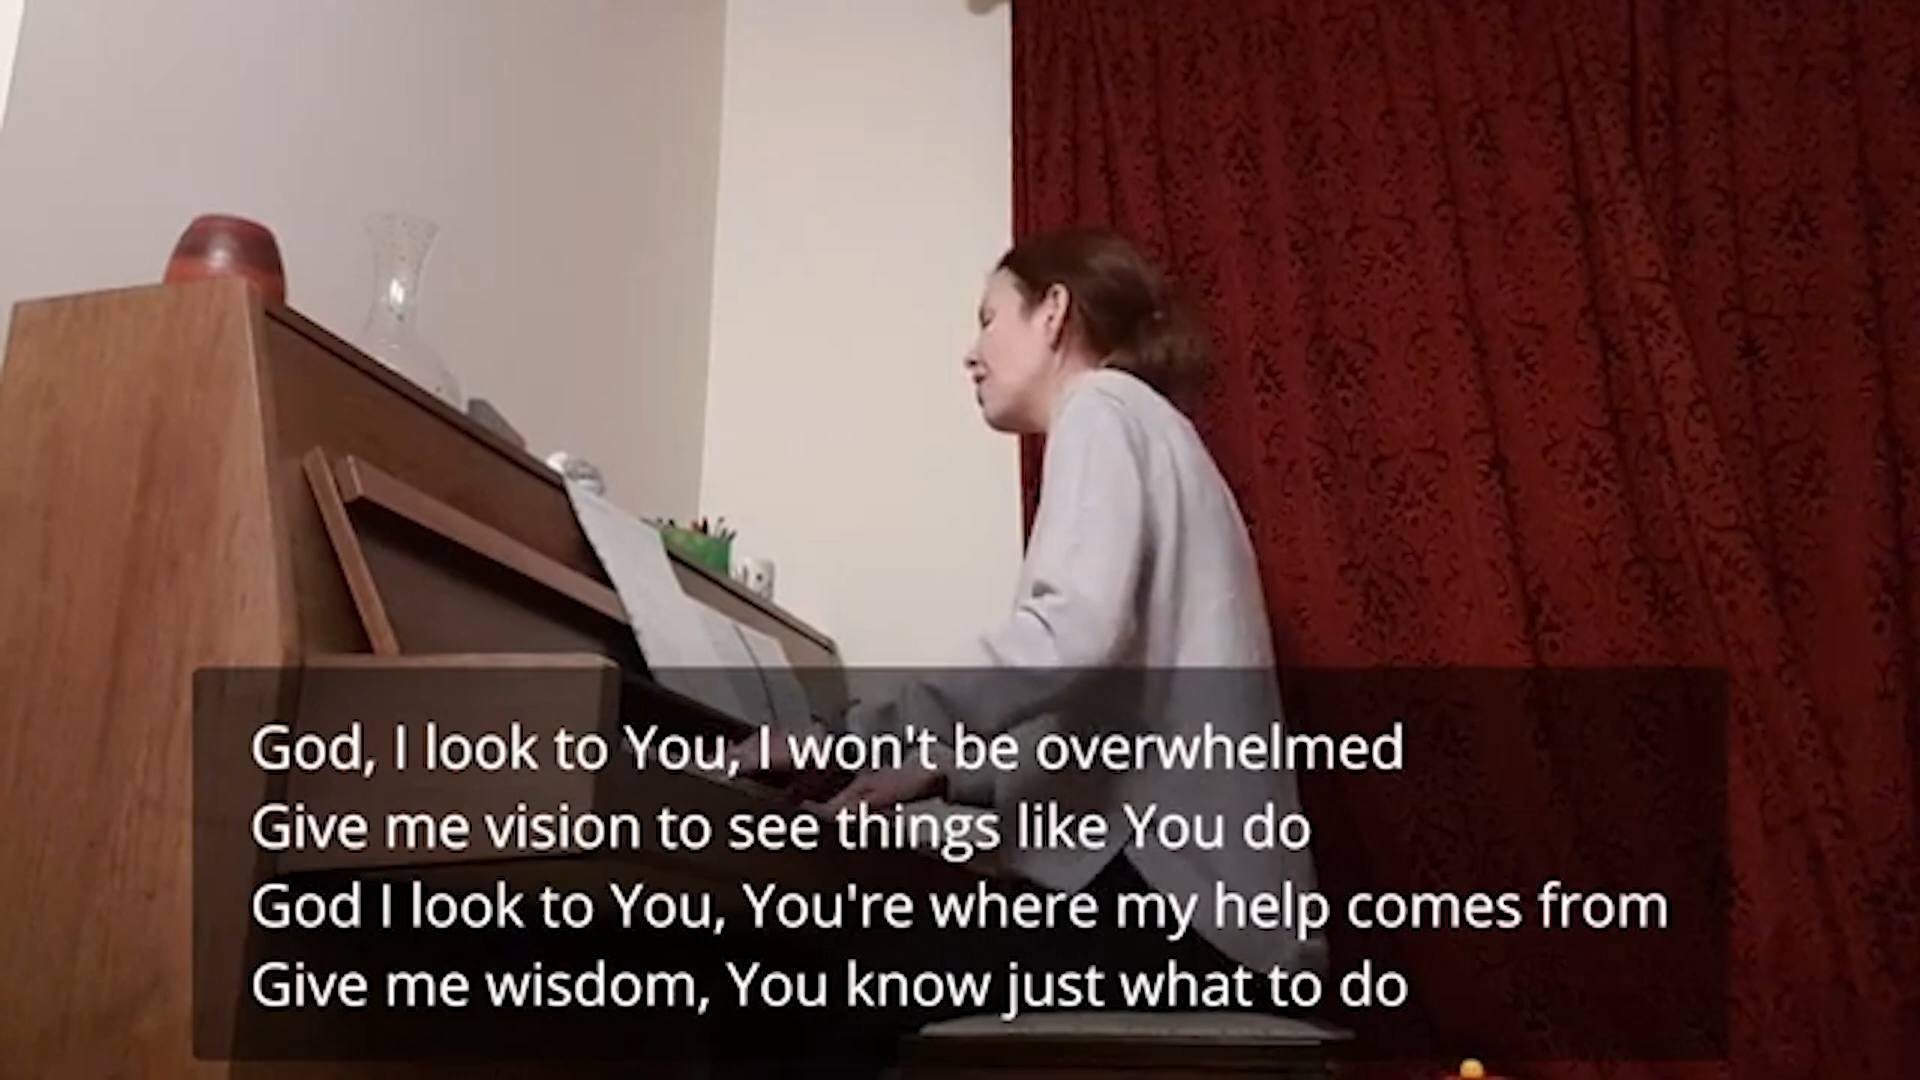 God, I look to You, I won't be overwhelmed
Give me vision to see things like You do
God I look to You, You're where my help comes from
Give me wisdom, You know just what to do